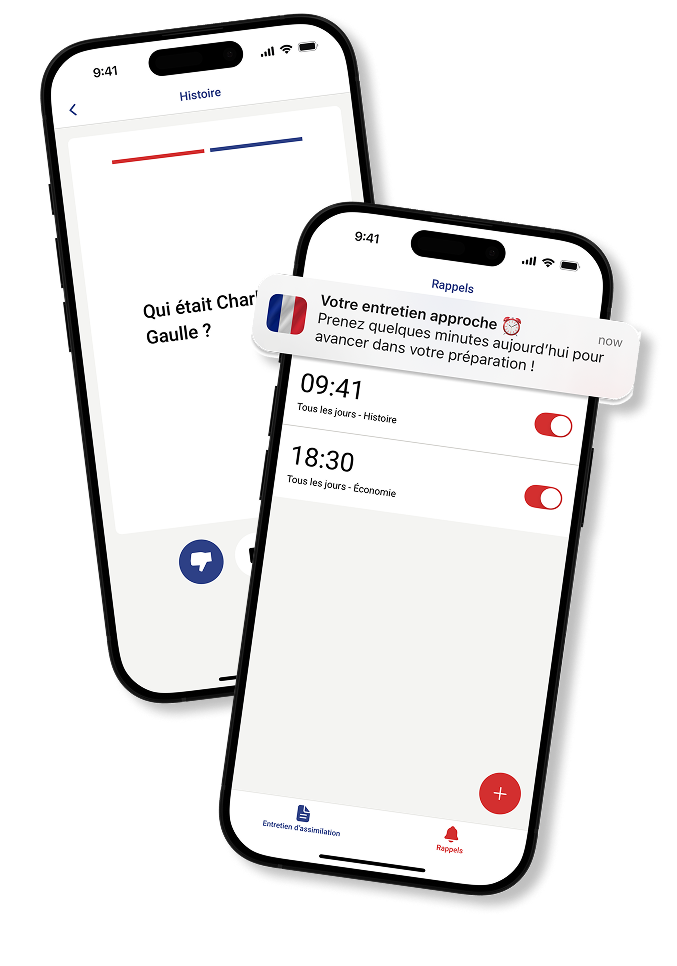 9:41
Histoire
Qui était Charl
Gaulle ?
9:41
Rappels
Votre entretien approche ⏰
now
Prenez quelques minutes aujourd’hui pour
avancer dans votre préparation !
09:41
Tous les jours - Histoire
18:30
Tous les jours - Économie
Entretien d'assimilation
Rappels